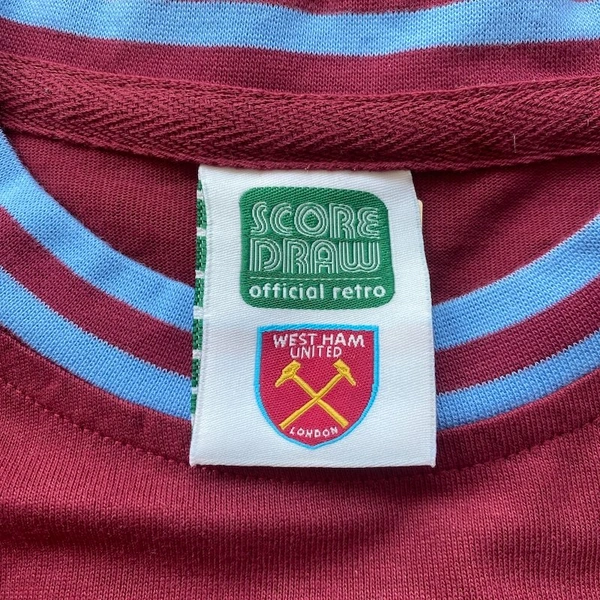 SCORE
DRAW
official retro
WEST HAM
UNITED
LONDON